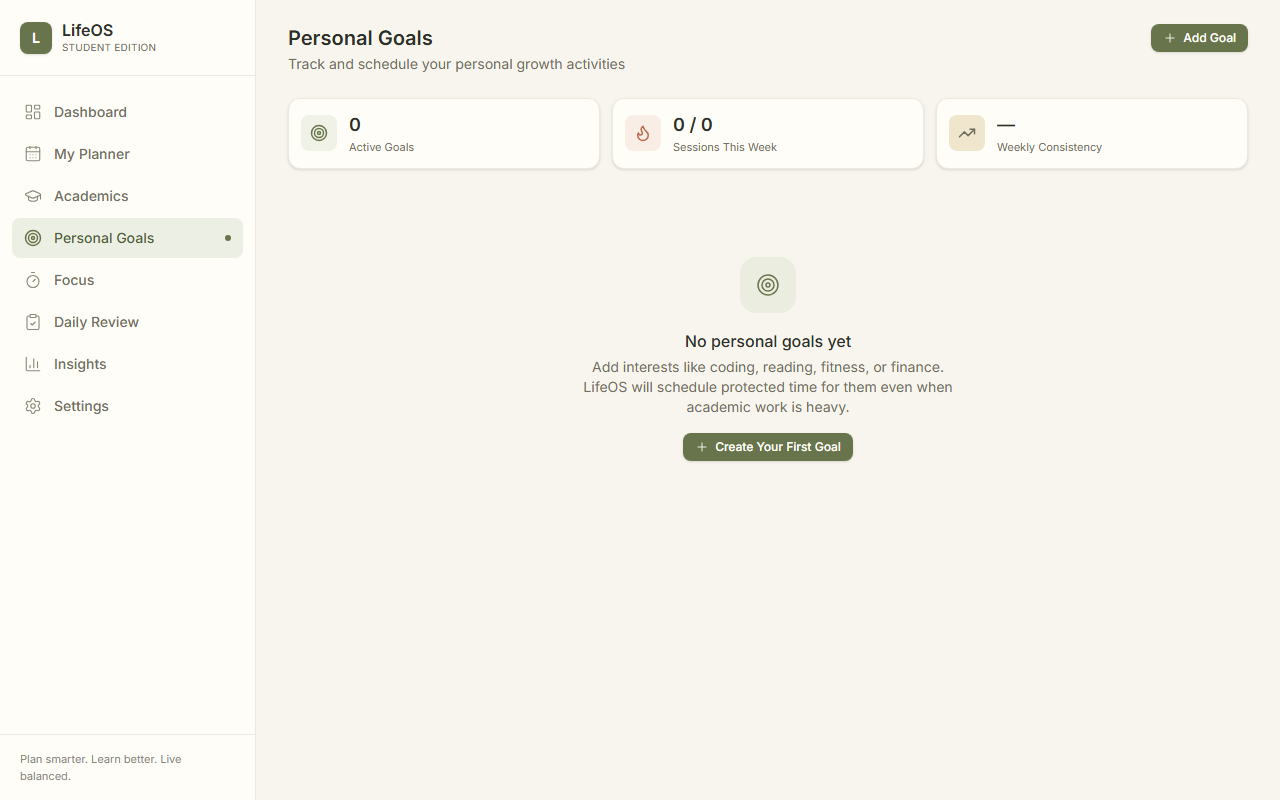 L
LifeOS
STUDENT EDITION
Dashboard
My Planner
Academics
Personal Goals
Focus
Daily Review
Insights
Settings
Plan smarter. Learn better. Live
balanced.
Personal Goals
Track and schedule your personal growth activities
+ Add Goal
0
Active Goals
0 / 0
Sessions This Week
—
Weekly Consistency
No personal goals yet
Add interests like coding, reading, fitness, or finance.
LifeOS will schedule protected time for them even when
academic work is heavy.
+ Create Your First Goal